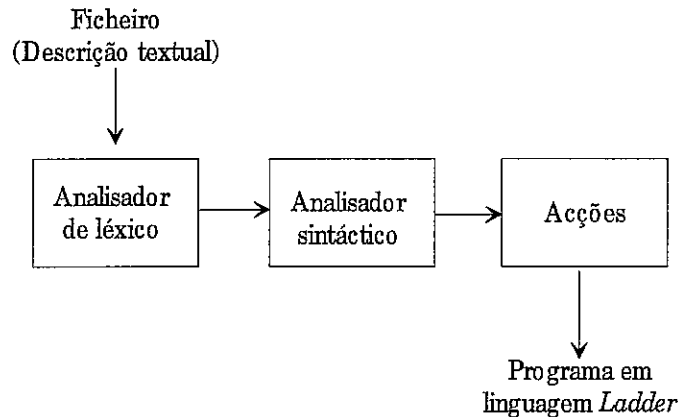 Ficheiro
(Descrição textual)
Analisador
de léxico
Analisador
sintáctico
Acções
Programa em
linguagem Ladder